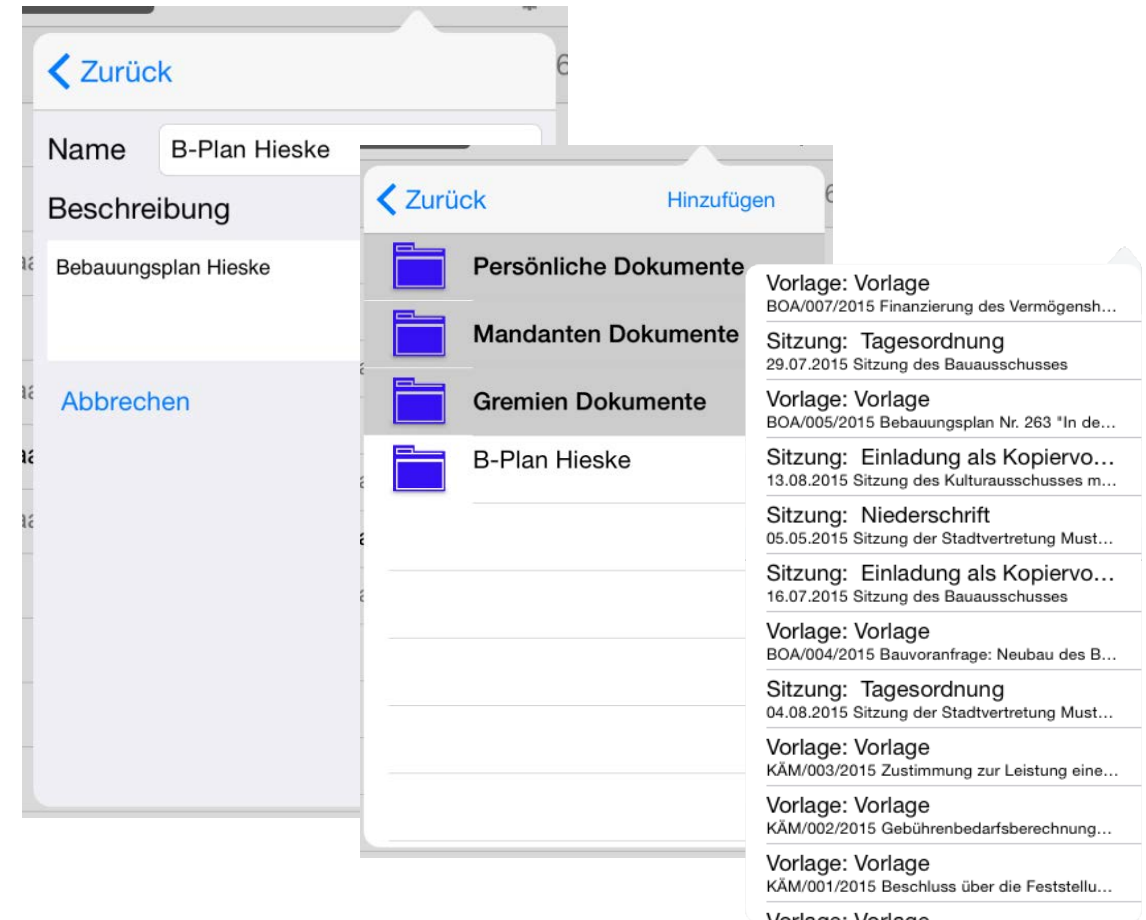 Zurück
Name B-Plan Hieske
Beschreibung
Bebauungsplan Hieske
Abbrechen
Zurück Hinzufügen
Persönliche Dokumente
Mandanten Dokumente
Gremien Dokumente
B-Plan Hieske
Vorlage: Vorlage
BOA/007/2015 Finanzierung des Vermögensh...
Sitzung: Tagesordnung
29.07.2015 Sitzung des Bauausschusses
Vorlage: Vorlage
BOA/005/2015 Bebauungsplan Nr. 263 "In de...
Sitzung: Einladung als Kopiervo...
13.08.2015 Sitzung des Kulturausschusses m...
Sitzung: Niederschrift
05.05.2015 Sitzung der Stadtvertretung Must...
Sitzung: Einladung als Kopiervo...
16.07.2015 Sitzung des Bauausschusses
Vorlage: Vorlage
BOA/004/2015 Bauvoranfrage: Neubau des B...
Sitzung: Tagesordnung
04.08.2015 Sitzung der Stadtvertretung Must...
Vorlage: Vorlage
KÄM/003/2015 Zustimmung zur Leistung eine...
Vorlage: Vorlage
KÄM/002/2015 Gebührenbedarfsberechnung...
Vorlage: Vorlage
KÄM/001/2015 Beschluss über die Feststellu...
Vorlage: Vorlage